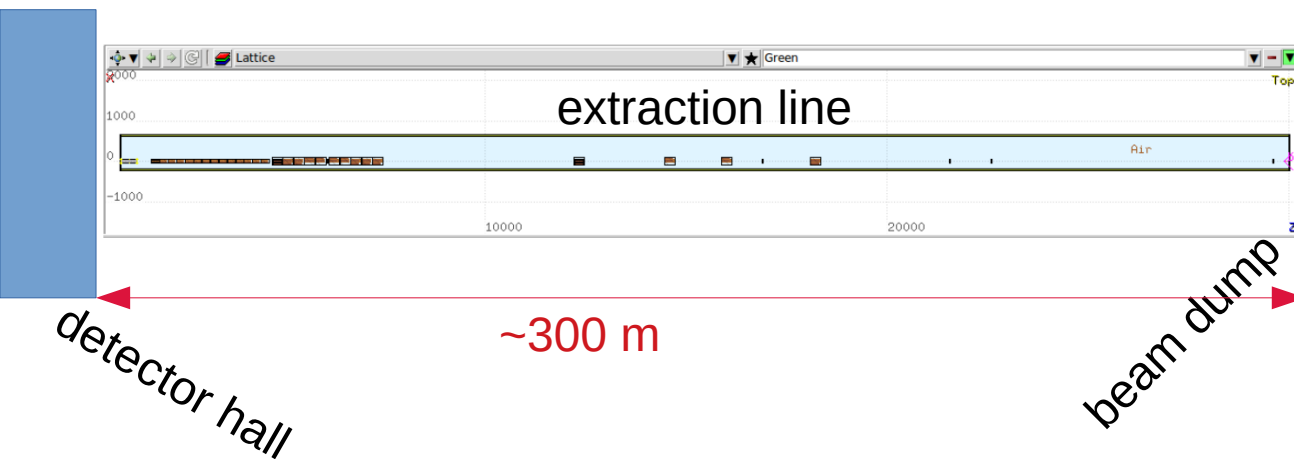 Lattice
Green
2000
Top
extraction line
1000
Air
0
-1000
10000
20000
~300 m
detector hall
beam dump